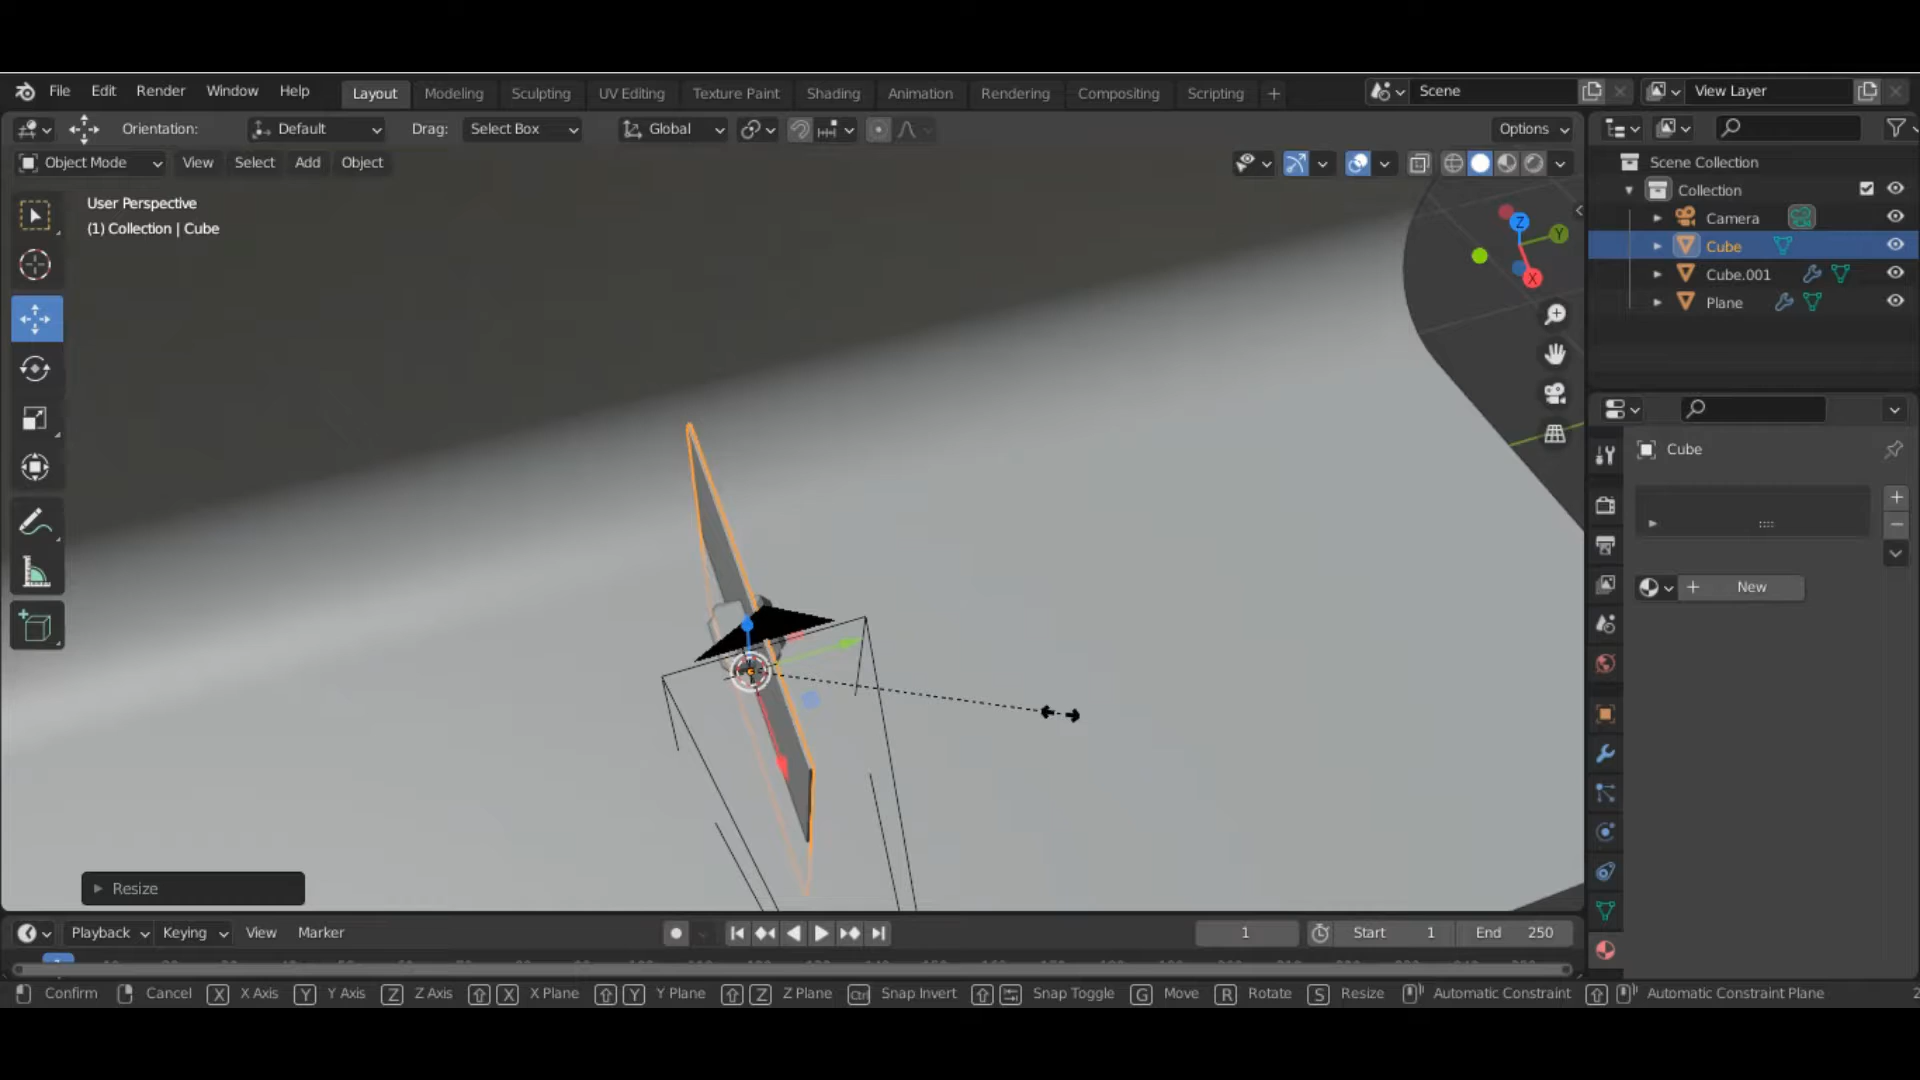 File Edit Render Window Help Layout Modeling Sculpting UV Editing Texture Paint Shading Animation Rendering Compositing Scripting + Scene View Layer
Orientation: Default Drag: Select Box Global Options
Object Mode View Select Add Object
User Perspective
(1) Collection | Cube
Z
Y
X
Scene Collection
Collection
Camera
Cube
Cube.001
Plane
Cube
New
Resize
Playback Keying View Marker 1 Start 1 End 250
Confirm Cancel X X Axis Y Y Axis Z Z Axis X X Plane Y Y Plane Z Z Plane Ctrl Snap Invert Snap Toggle G Move R Rotate S Resize Automatic Constraint Automatic Constraint Plane